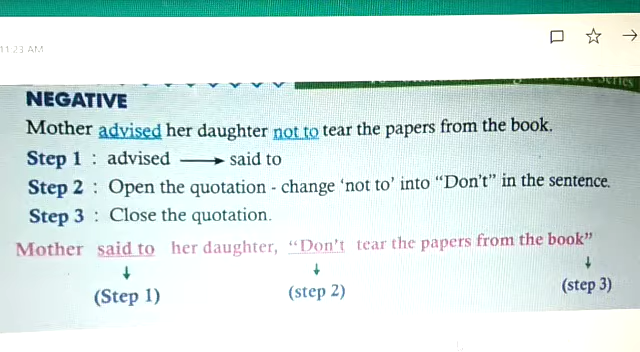 11:23 AM
NEGATIVE
Mother advised her daughter not to tear the papers from the book.
Step 1 : advised ⟶ said to
Step 2 : Open the quotation - change ‘not to’ into “Don’t” in the sentence.
Step 3 : Close the quotation.
Mother said to her daughter, “Don’t tear the papers from the book”
(Step 1) (step 2) (step 3)